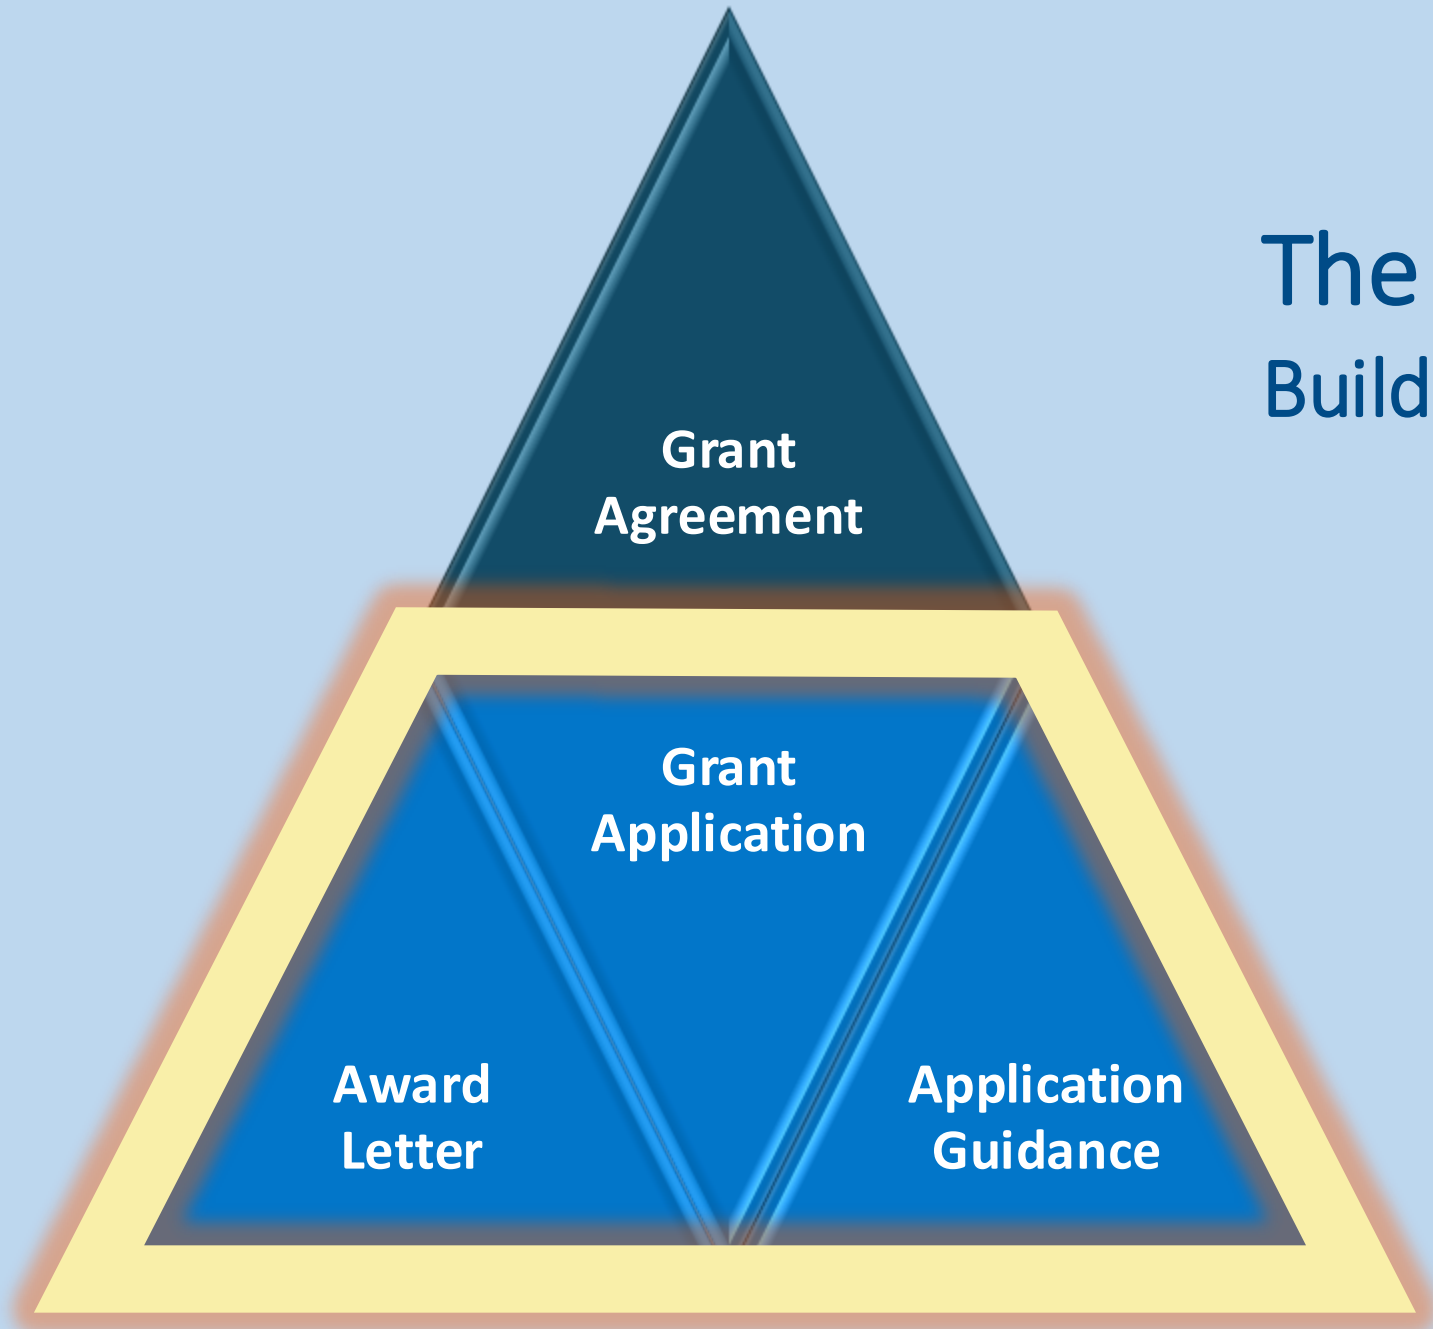 The
Build
Grant
Agreement
Grant
Application
Award
Letter
Application
Guidance